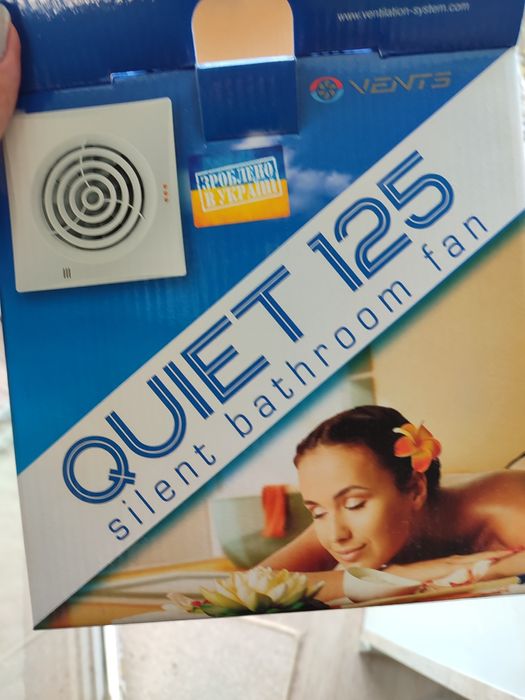 www.ventilation-system.com
VENTS
ЗРОБЛЕНО
В УКРАЇНІ
QUIET 125
silent bathroom fan